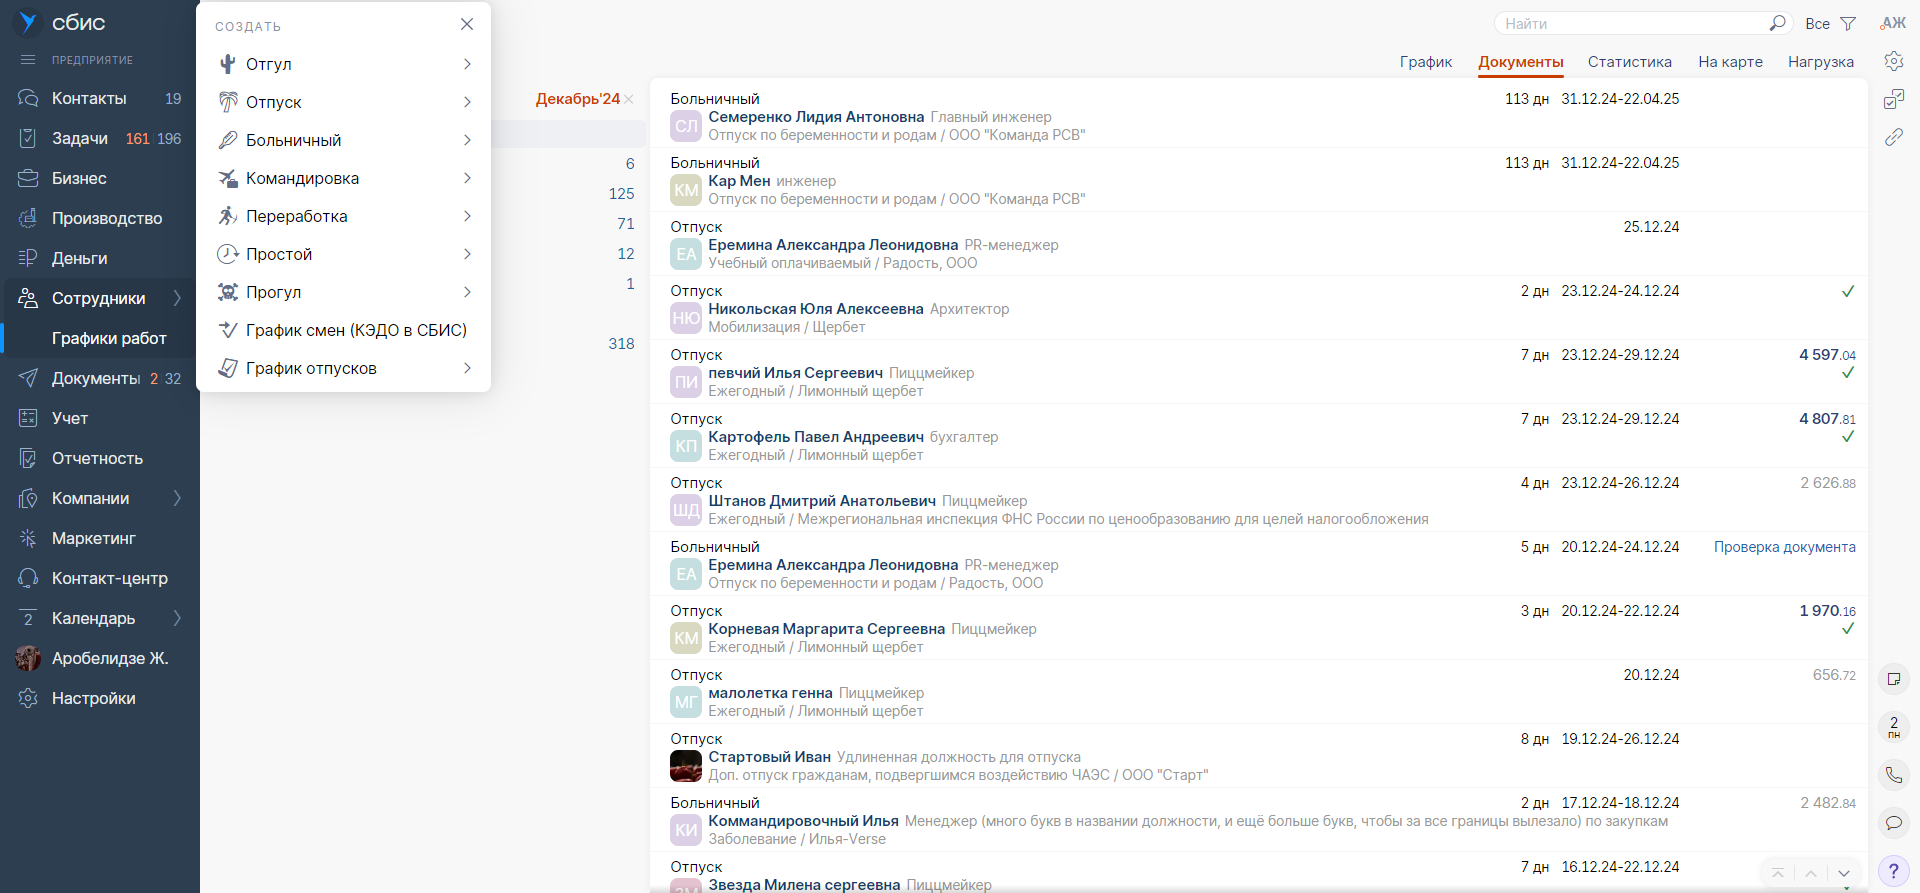 сбис
ПРЕДПРИЯТИЕ
Контакты 19
Задачи 161 196
Бизнес
Производство
Деньги
Сотрудники
Графики работ
Документы 2 32
Учет
Отчетность
Компании
Маркетинг
Контакт-центр
2 Календарь
Аробелидзе Ж.
Настройки
СОЗДАТЬ
Отгул
Отпуск
Больничный
Командировка
Переработка
Простой
Прогул
График смен (КЭДО в СБИС)
График отпусков
Декабрь'24
6
125
71
12
1
318
Найти
Все
АЖ
График Документы Статистика На карте Нагрузка
Больничный 113 дн 31.12.24-22.04.25
СЛ Семеренко Лидия Антоновна Главный инженер
Отпуск по беременности и родам / ООО "Команда РСВ"
Больничный 113 дн 31.12.24-22.04.25
КМ Кар Мен инженер
Отпуск по беременности и родам / ООО "Команда РСВ"
Отпуск 25.12.24
ЕА Еремина Александра Леонидовна PR-менеджер
Учебный оплачиваемый / Радость, ООО
Отпуск 2 дн 23.12.24-24.12.24
НЮ Никольская Юля Алексеевна Архитектор
Мобилизация / Щербет
Отпуск 7 дн 23.12.24-29.12.24 4 597.04
ПИ певчий Илья Сергеевич Пиццмейкер
Ежегодный / Лимонный щербет
Отпуск 7 дн 23.12.24-29.12.24 4 807.81
КП Картофель Павел Андреевич бухгалтер
Ежегодный / Лимонный щербет
Отпуск 4 дн 23.12.24-26.12.24 2 626.88
ШД Штанов Дмитрий Анатольевич Пиццмейкер
Ежегодный / Межрегиональная инспекция ФНС России по ценообразованию для целей налогообложения
Больничный 5 дн 20.12.24-24.12.24 Проверка документа
ЕА Еремина Александра Леонидовна PR-менеджер
Отпуск по беременности и родам / Радость, ООО
Отпуск 3 дн 20.12.24-22.12.24 1 970.16
КМ Корневая Маргарита Сергеевна Пиццмейкер
Ежегодный / Лимонный щербет
Отпуск 20.12.24 656.72
МГ малолетка генна Пиццмейкер
Ежегодный / Лимонный щербет
Отпуск 8 дн 19.12.24-26.12.24
Стартовый Иван Удлиненная должность для отпуска
Доп. отпуск гражданам, подвергшимся воздействию ЧАЭС / ООО "Старт"
Больничный 2 дн 17.12.24-18.12.24 2 482.84
КИ Коммандировочный Илья Менеджер (много букв в названии должности, и ещё больше букв, чтобы за все границы вылезало) по закупкам
Заболевание / Илья-Verse
Отпуск 7 дн 16.12.24-22.12.24
ЗМ Звезда Милена сергеевна Пиццмейкер
2
пн
?